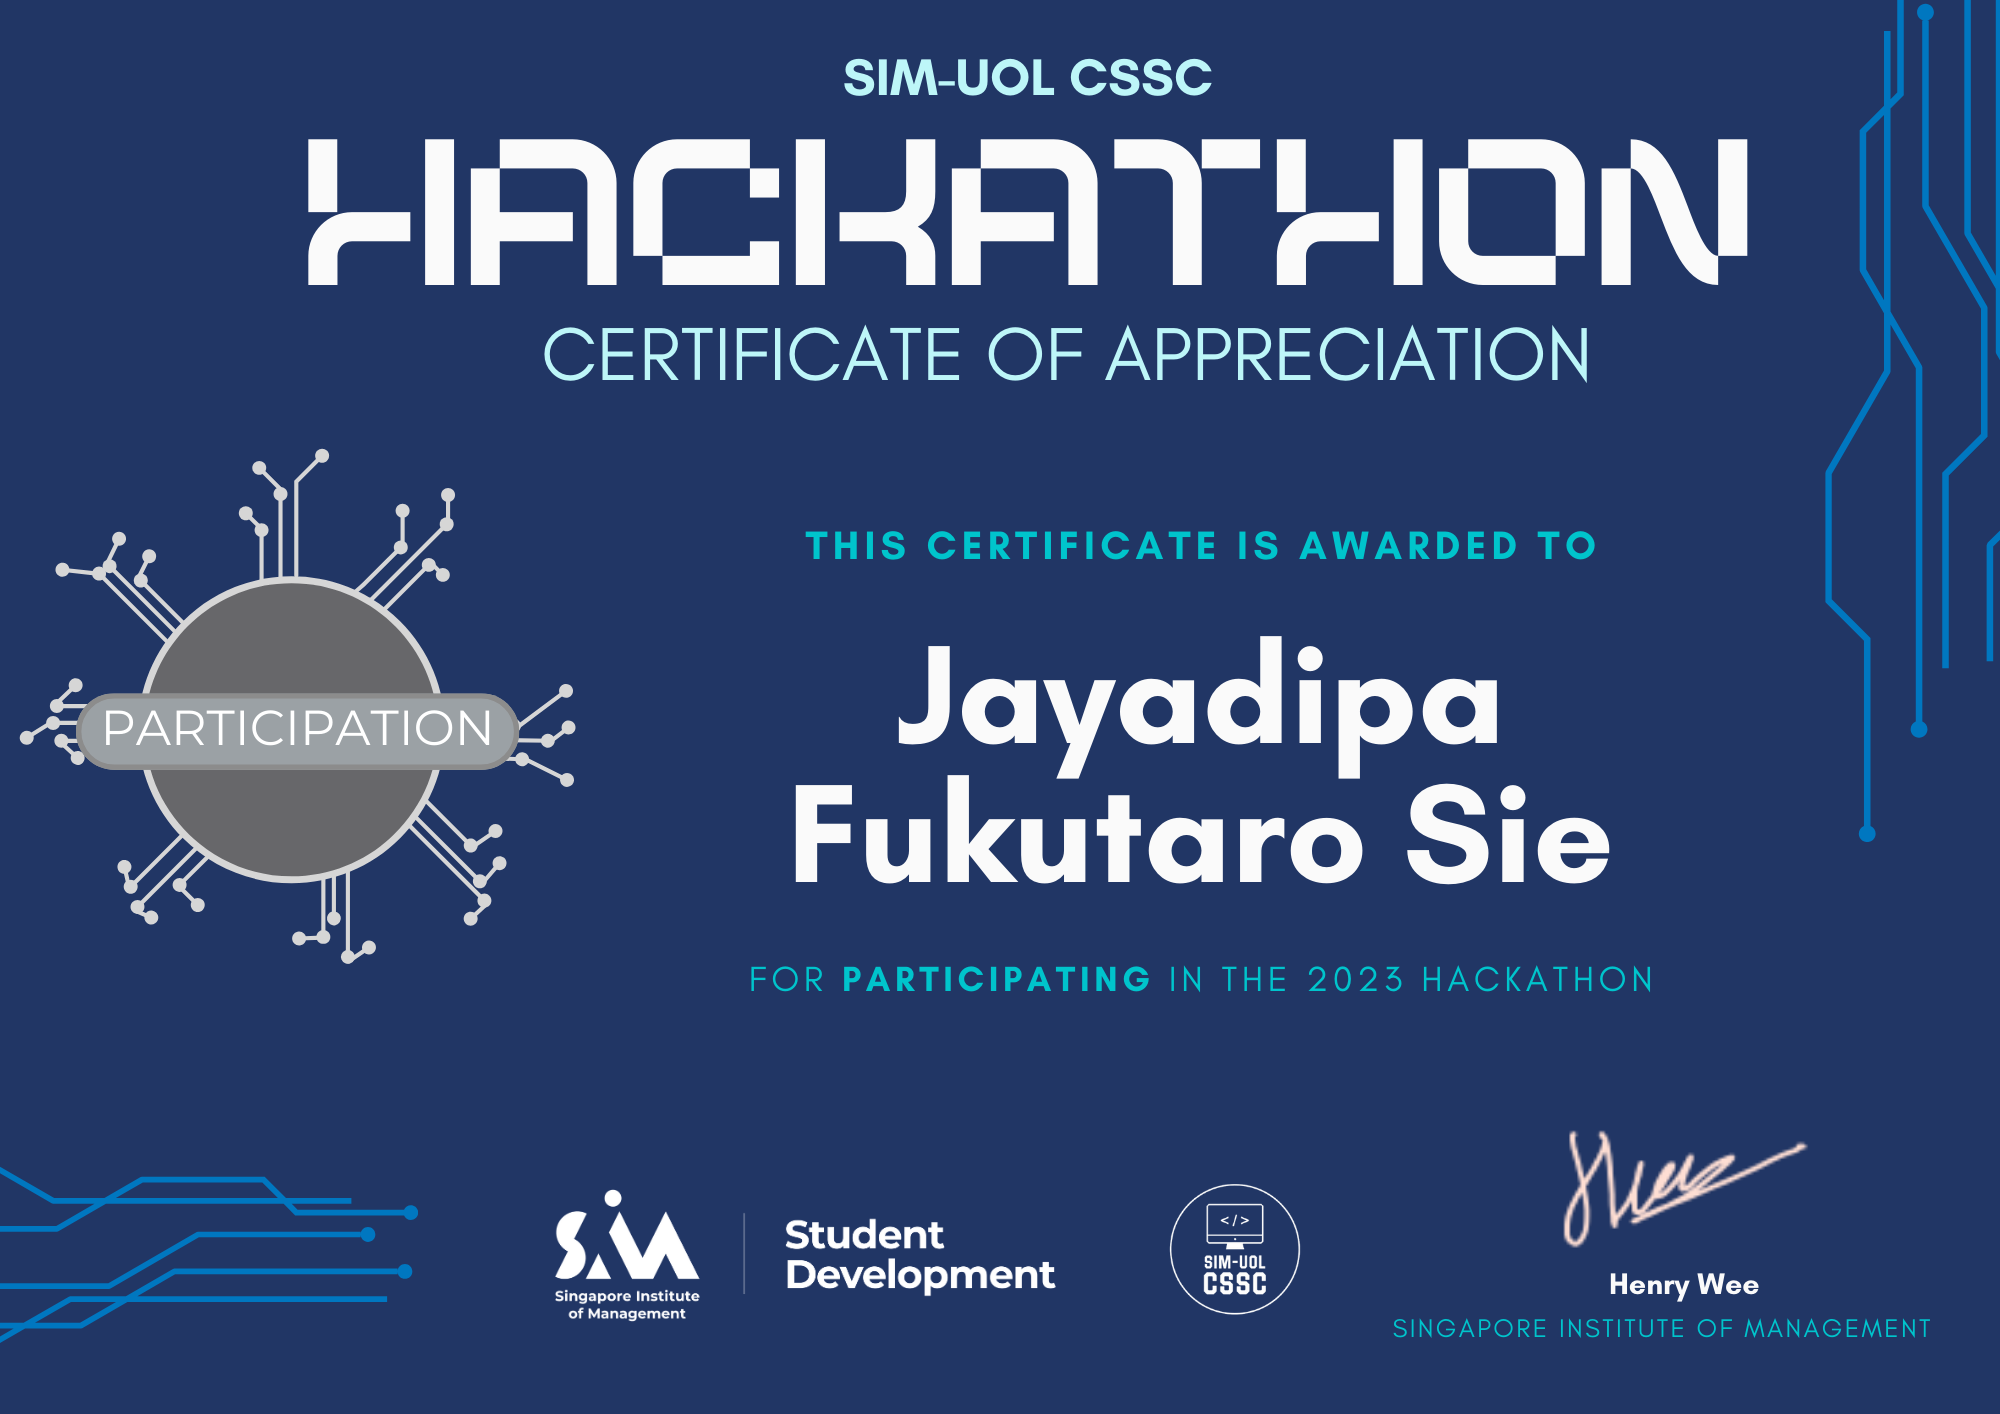 SIM-UOL CSSC
HACKATHON
CERTIFICATE OF APPRECIATION
THIS CERTIFICATE IS AWARDED TO
PARTICIPATION
Jayadipa
Fukutaro Sie
FOR PARTICIPATING IN THE 2023 HACKATHON
SIM
Singapore Institute
of Management
Student
Development
</>
SIM-UOL
CSSC
Henry Wee
SINGAPORE INSTITUTE OF MANAGEMENT